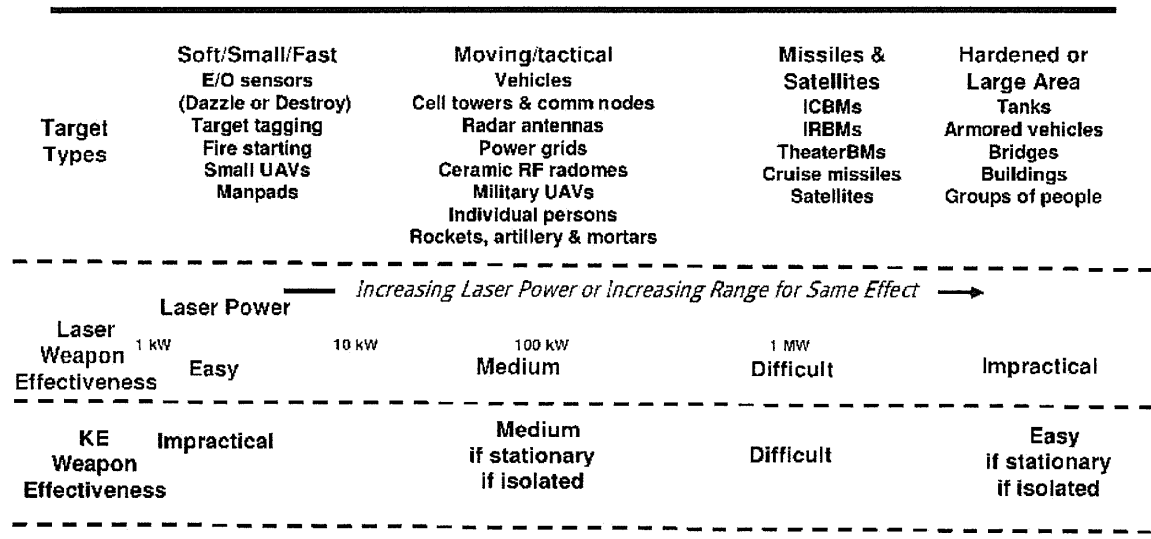 Target
Types
Soft/Small/Fast
E/O sensors
(Dazzle or Destroy)
Target tagging
Fire starting
Small UAVs
Manpads
Moving/tactical
Vehicles
Cell towers & comm nodes
Radar antennas
Power grids
Ceramic RF radomes
Military UAVs
Individual persons
Rockets, artillery & mortars
Missiles &
Satellites
ICBMs
IRBMs
TheaterBMs
Cruise missiles
Satellites
Hardened or
Large Area
Tanks
Armored vehicles
Bridges
Buildings
Groups of people
Increasing Laser Power or Increasing Range for Same Effect
Laser Power
Laser
Weapon
Effectiveness
1 kW 10 kW 100 kW 1 MW
Easy Medium Difficult Impractical
KE
Weapon
Effectiveness
Impractical
Medium
if stationary
if isolated
Difficult
Easy
if stationary
if isolated